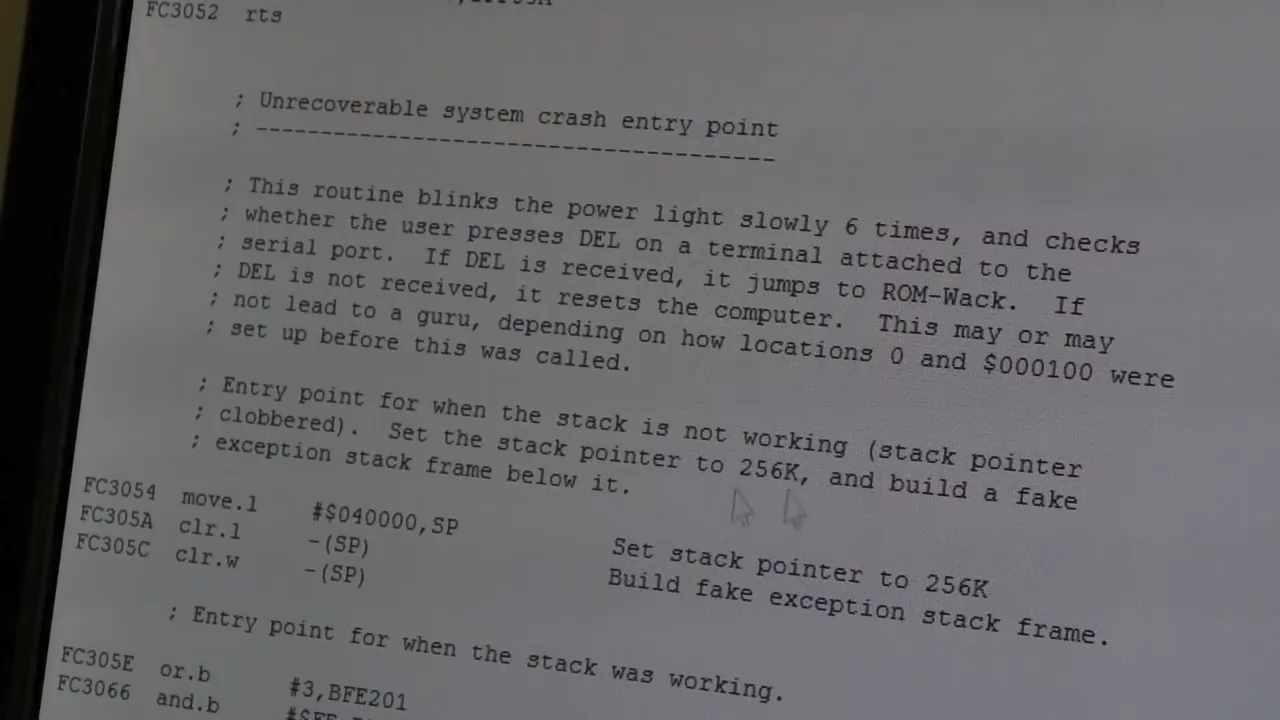 FC3052 rts
; Unrecoverable system crash entry point
; ------------------------------------
; This routine blinks the power light slowly 6 times, and checks
; whether the user presses DEL on a terminal attached to the
; serial port.  If DEL is received, it jumps to ROM-Wack.  If
; DEL is not received, it resets the computer.  This may or may
; not lead to a guru, depending on how locations 0 and $000100 were
; set up before this was called.
; Entry point for when the stack is not working (stack pointer
; clobbered).  Set the stack pointer to 256K, and build a fake
; exception stack frame below it.
FC3054 move.l #$040000,SP Set stack pointer to 256K
FC305A clr.l -(SP) Build fake exception stack frame.
FC305C clr.w -(SP)
; Entry point for when the stack was working.
FC305E or.b #3,BFE201
FC3066 and.b